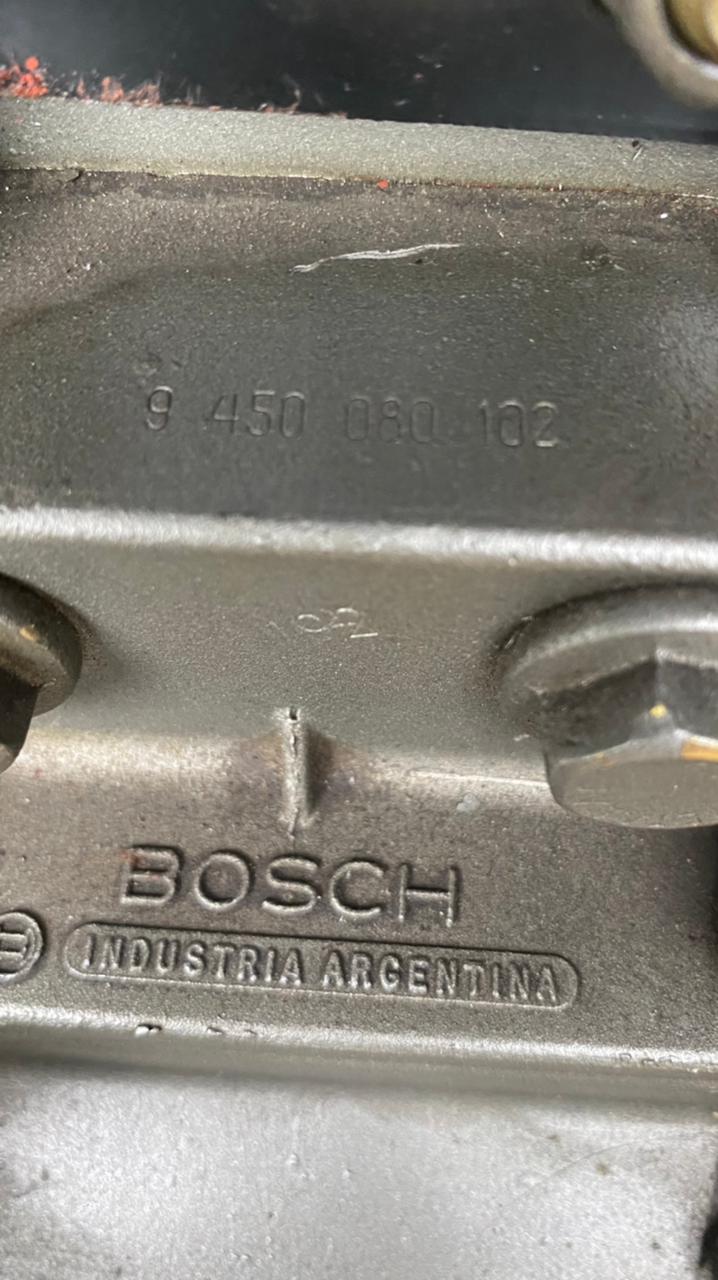 9 450 080 102
BOSCH
INDUSTRIA ARGENTINA